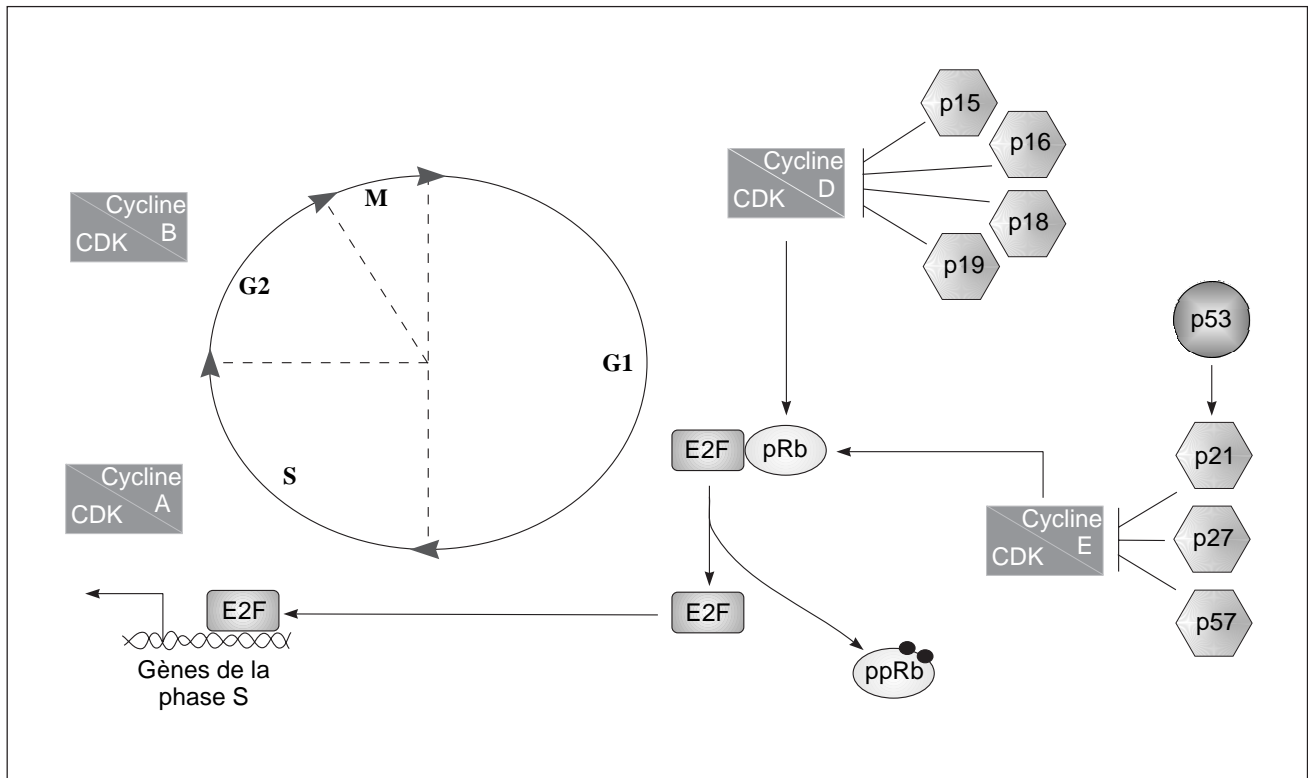 p15
p16
p18
p19
Cycline
D
CDK
Cycline
B
CDK
M
G2
G1
S
p53
E2F
pRb
p21
p27
p57
Cycline
E
CDK
Cycline
A
CDK
E2F
E2F
ppRb
Gènes de la
phase S